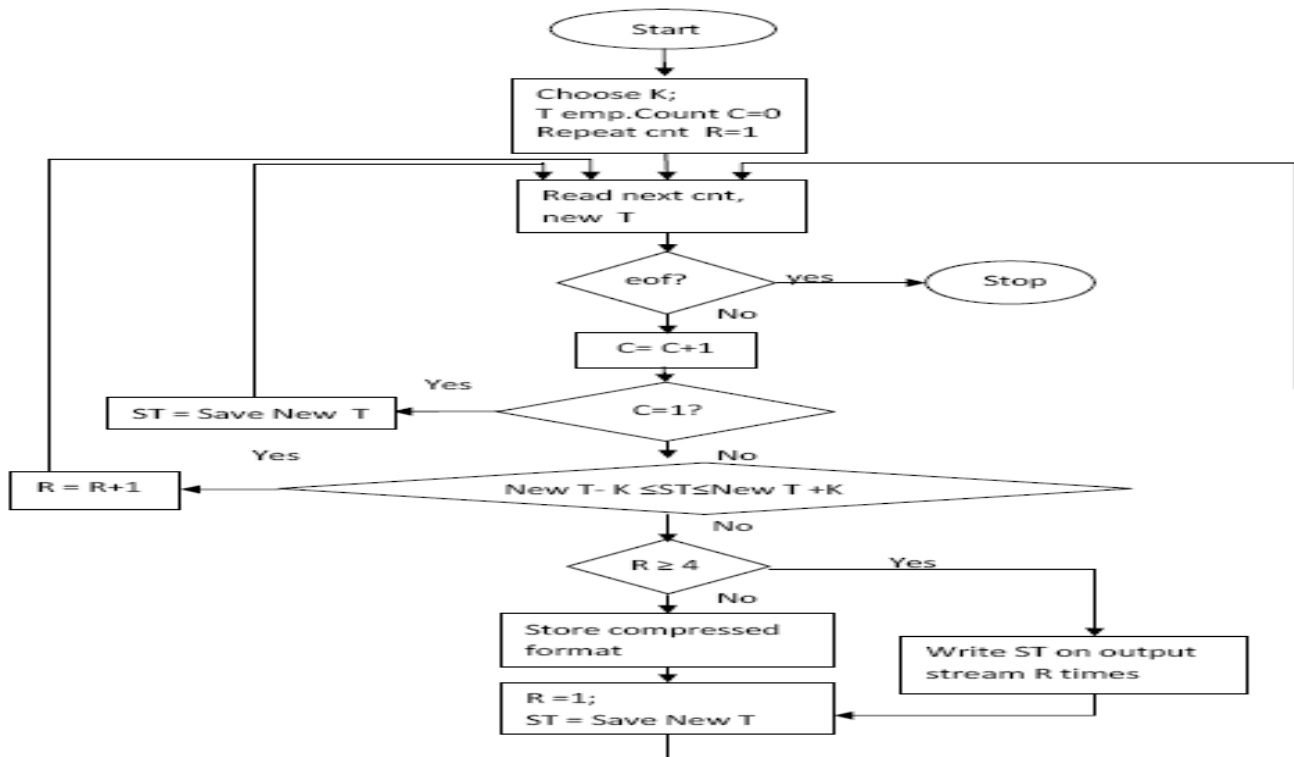 Start
Choose K;
T emp.Count C=0
Repeat cnt R=1
Read next cnt,
new T
eof?
yes
Stop
No
C= C+1
Yes
C=1?
ST = Save New T
Yes
No
R = R+1
New T- K ≤ST≤New T +K
No
R ≥ 4
Yes
No
Store compressed
format
Write ST on output
stream R times
R =1;
ST = Save New T